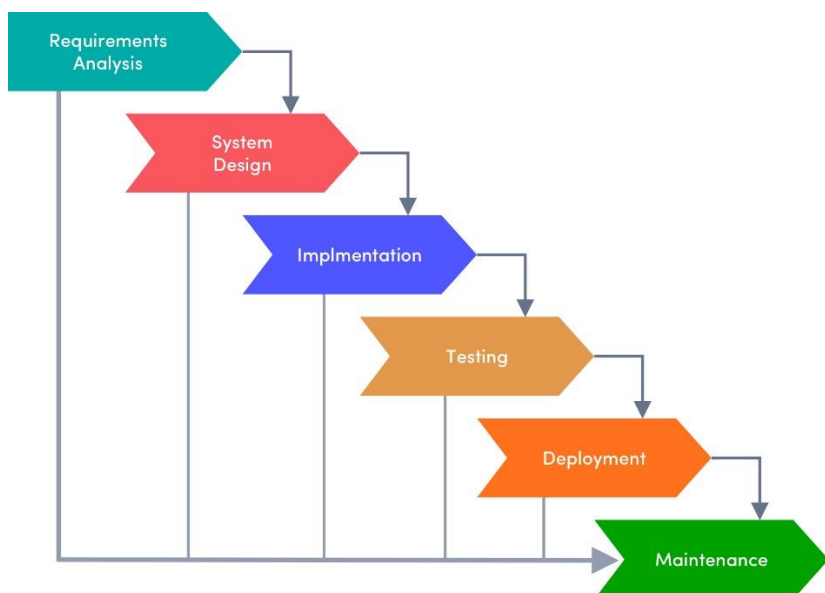 Requirements
Analysis
System
Design
Implmentation
Testing
Deployment
Maintenance